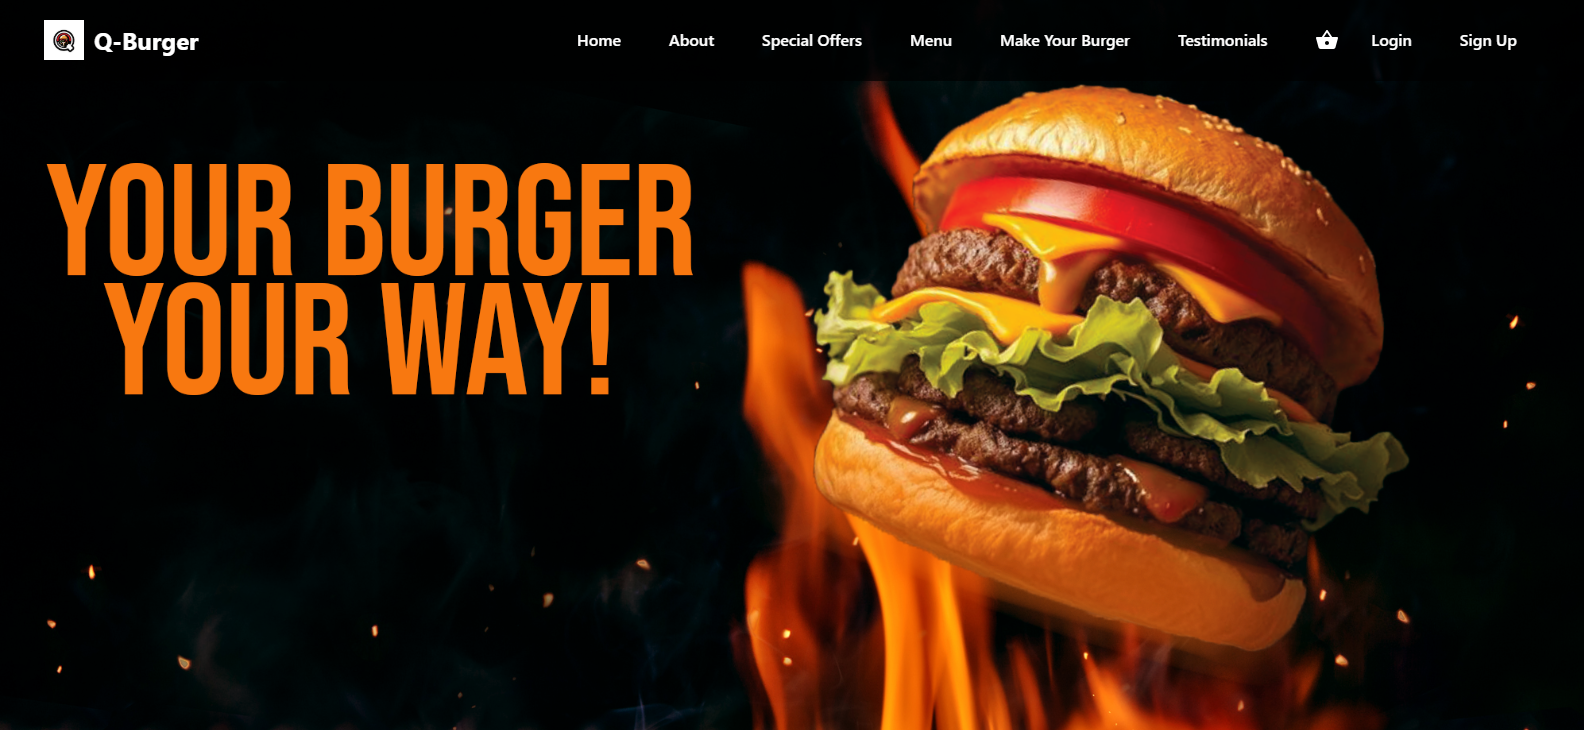 Q-Burger
Home About Special Offers Menu Make Your Burger Testimonials Login Sign Up
YOUR BURGER
YOUR WAY!